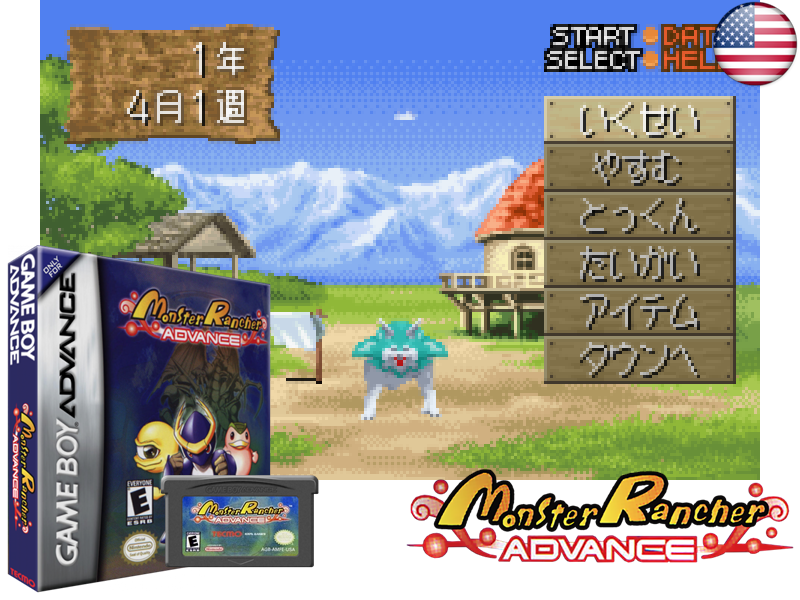 1年
4月1週
START
SELECT
いくせい
やすむ
とっくん
たいかい
アイテム
タウンへ
ONLY FOR
GAME BOY ADVANCE
GAME BOY ADVANCE
Monster Rancher
ADVANCE
Monster Rancher
ADVANCE
TECMO
EVERYONE
E
ESRB
Nintendo
Monster Rancher
ADVANCE
E
TECMO
AGB-AMFE-USA
Monster Rancher
ADVANCE